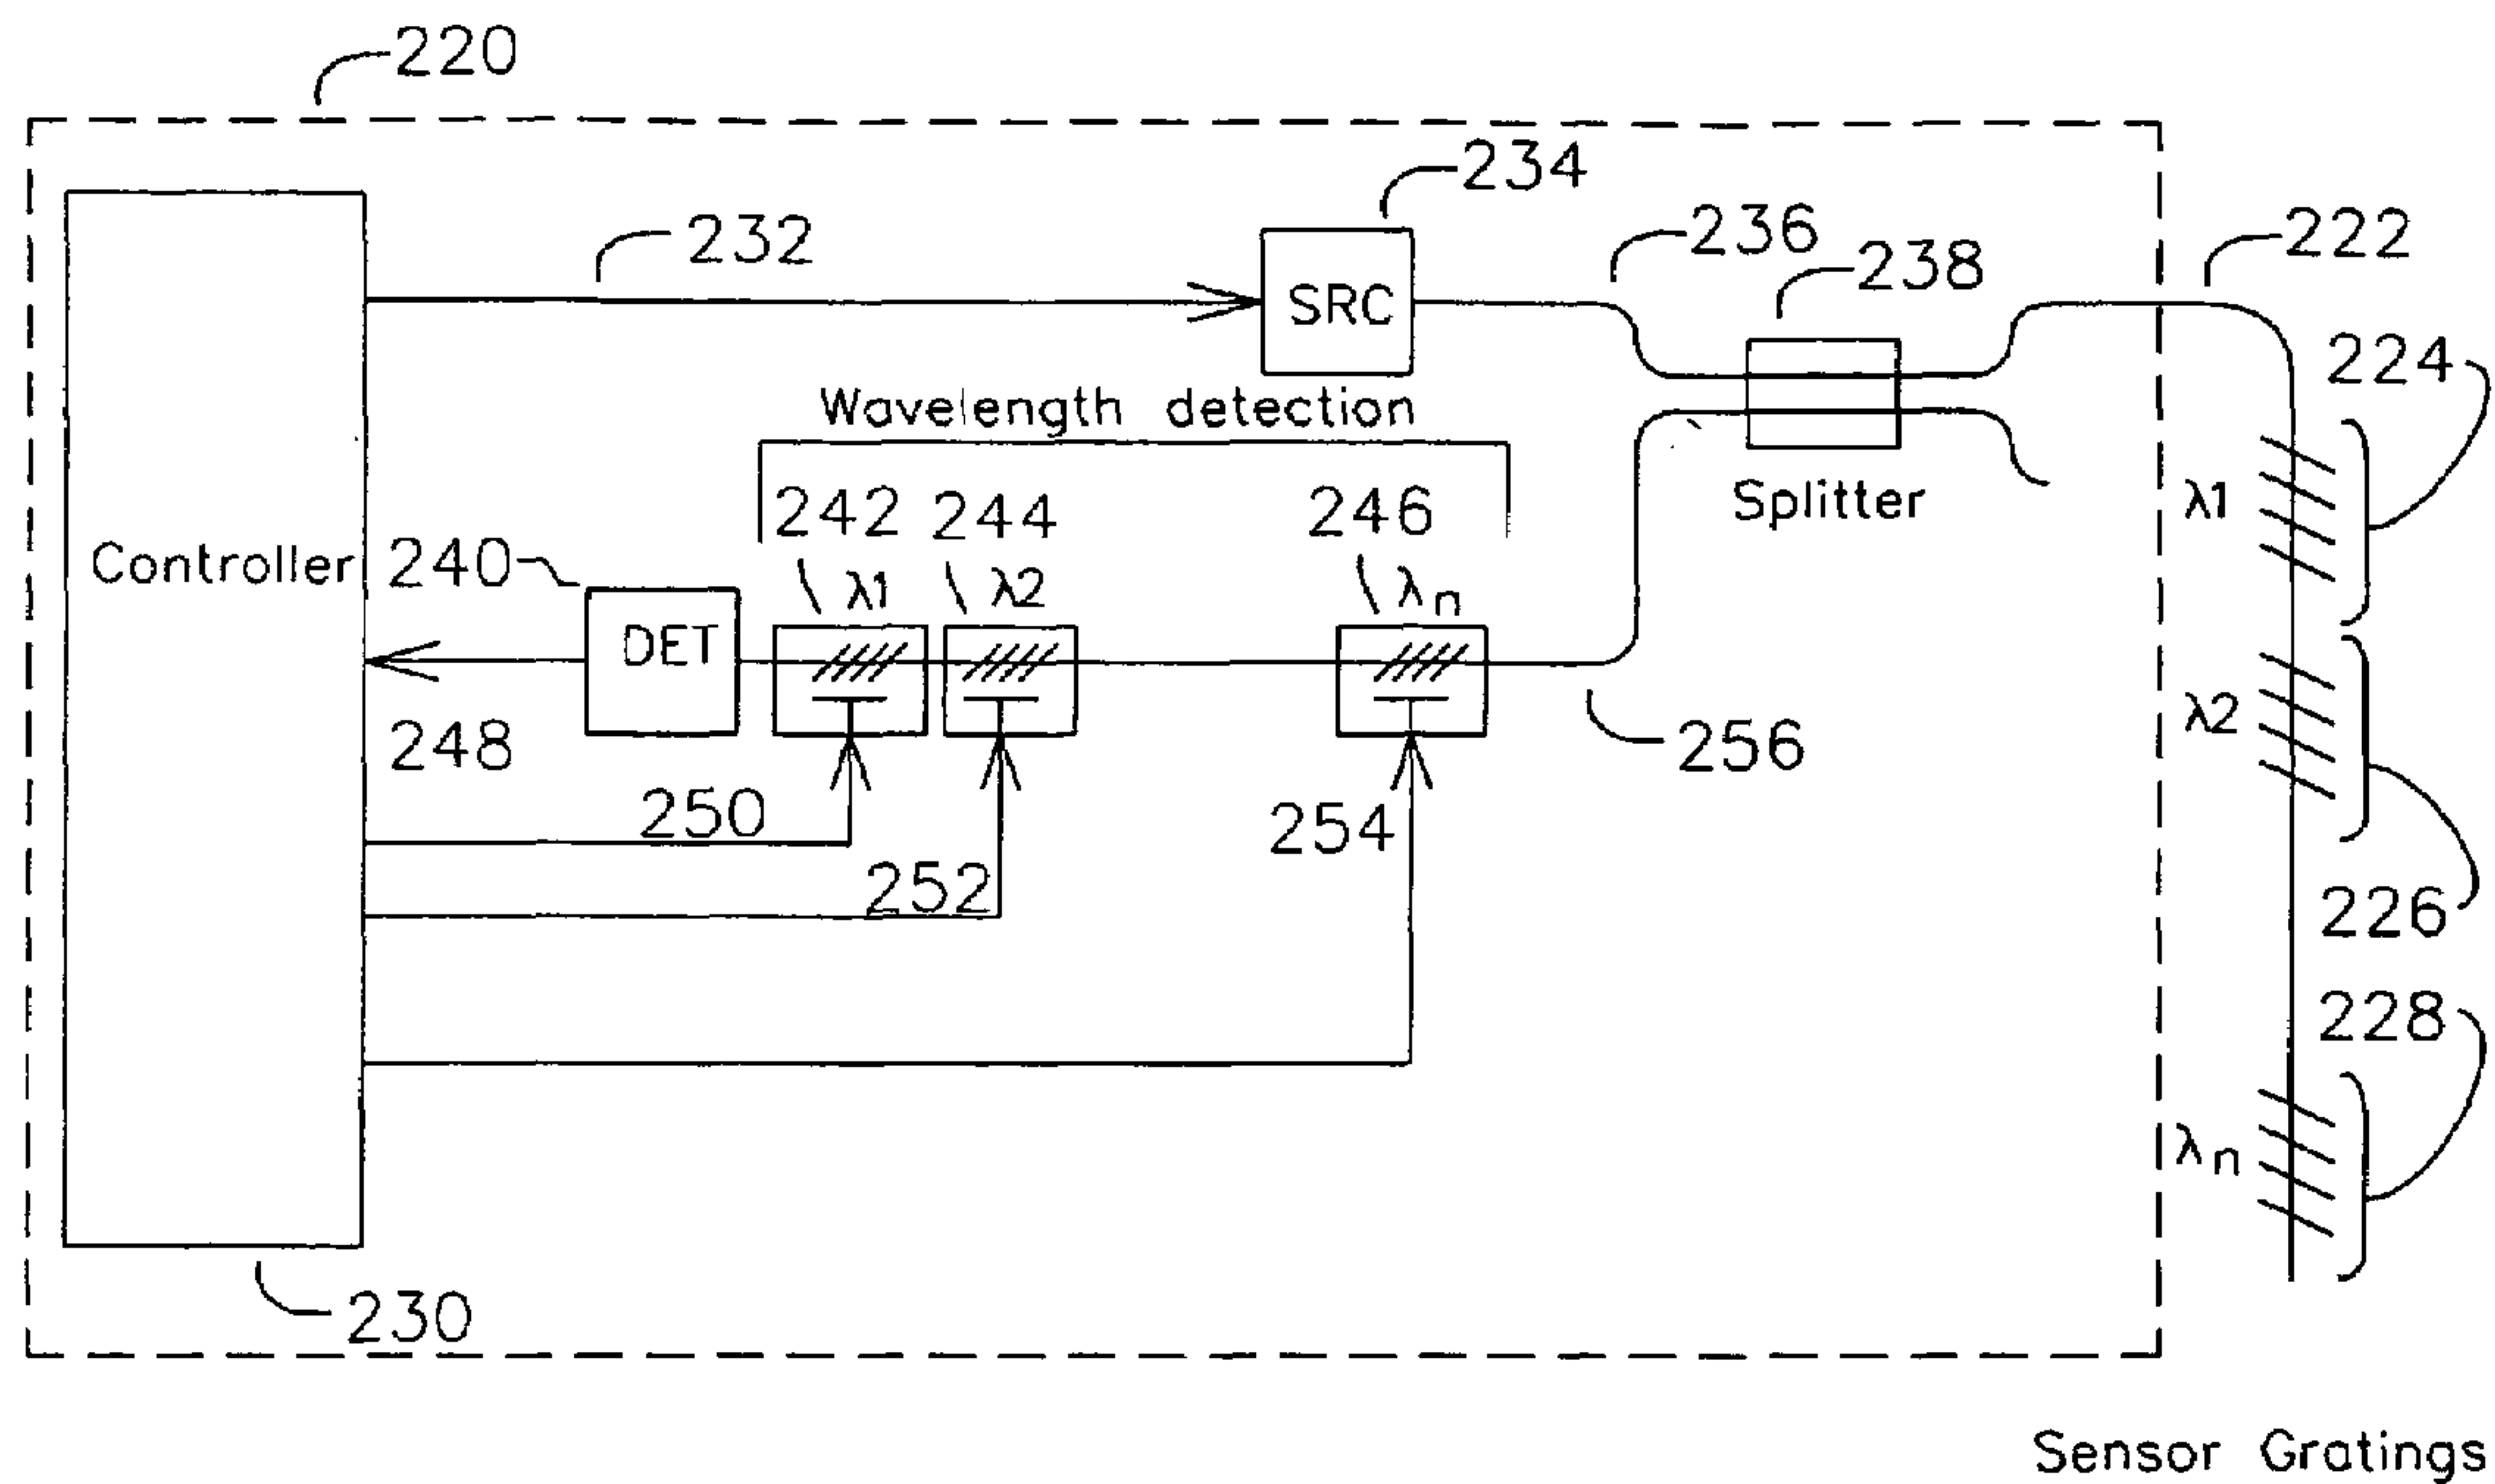 220
234
232
236
238
222
SRC
224
Wavelength detection
242
244
246
Splitter
λ1
Controller
240
λ1
λ2
λn
DET
λ2
248
256
250
254
252
226
228
λn
230
Sensor Gratings